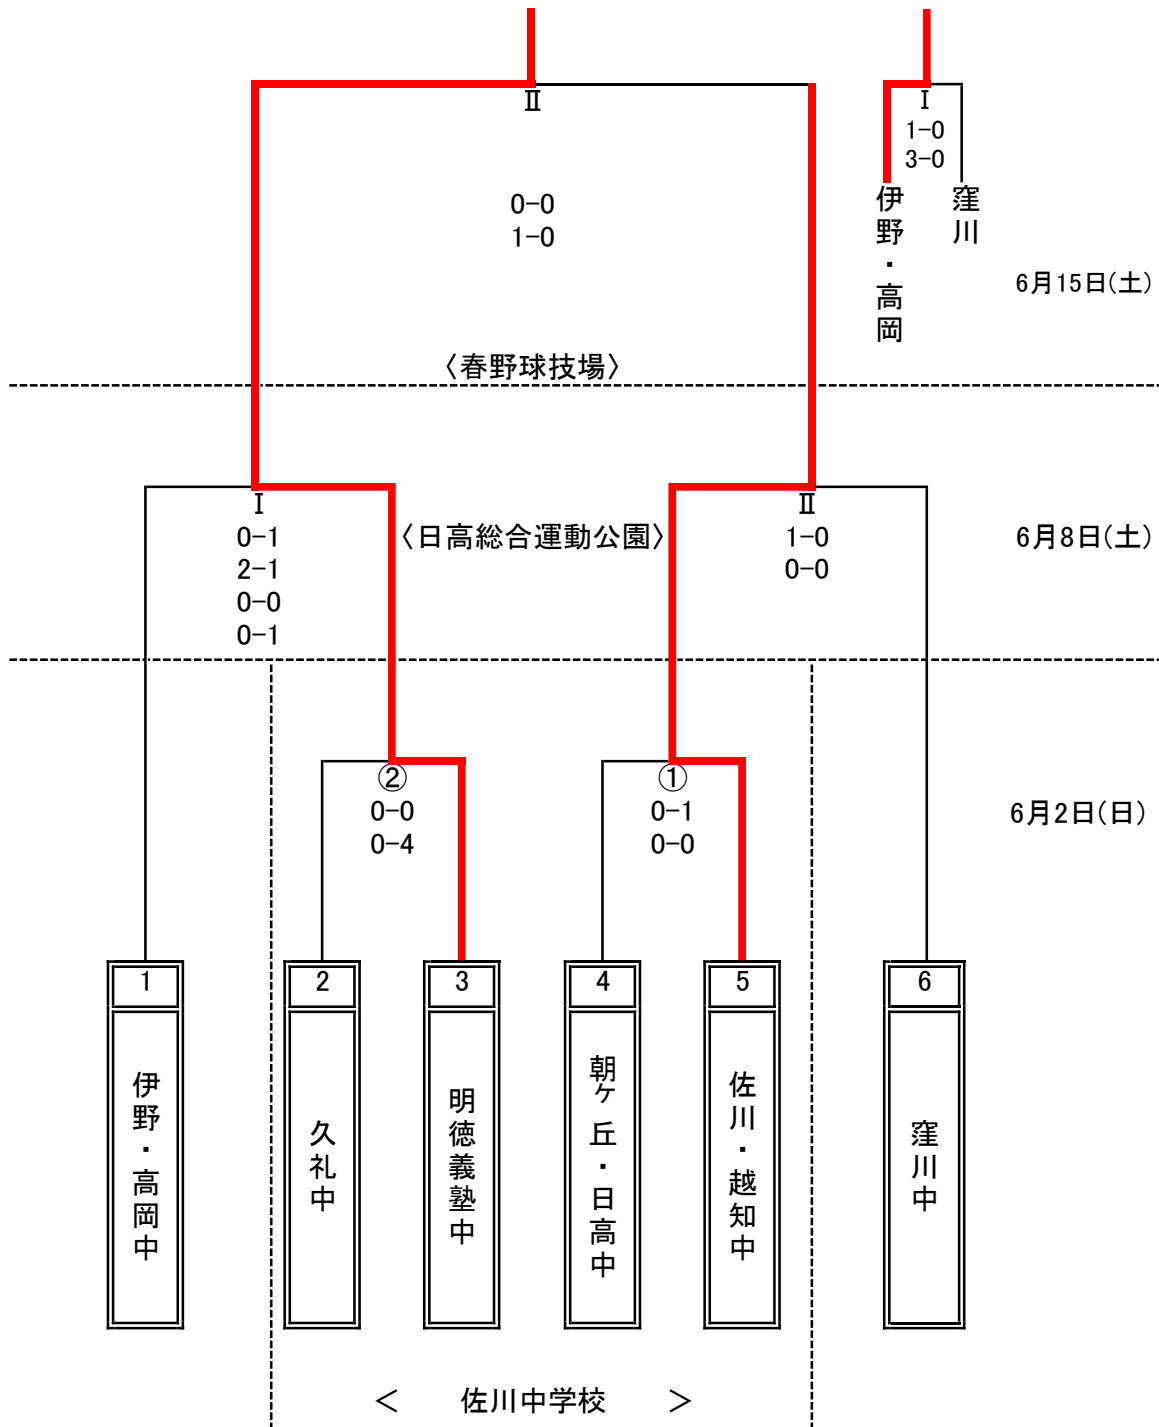 Ⅱ
0-0
1-0
Ⅰ
1-0
3-0
伊野・高岡
窪川
6月15日(土)
〈春野球技場〉
Ⅰ
0-1
2-1
0-0
0-1
〈日高総合運動公園〉
Ⅱ
1-0
0-0
6月8日(土)
②
0-0
0-4
①
0-1
0-0
6月2日(日)
1
2
3
4
5
6
伊野・高岡中
久礼中
明徳義塾中
朝ヶ丘・日高中
佐川・越知中
窪川中
＜ 佐川中学校 ＞